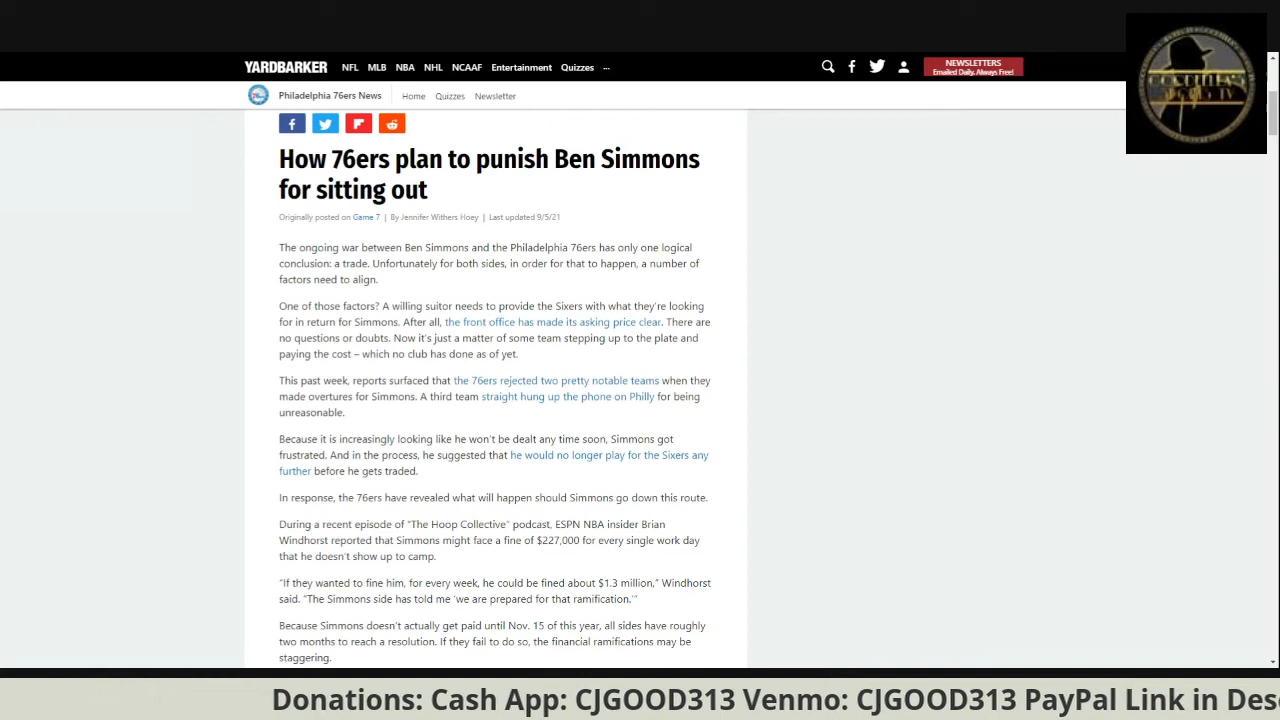 YARDBARKER NFL MLB NBA NHL NCAAF Entertainment Quizzes ...
NEWSLETTERS
Emailed Daily. Always Free!
Philadelphia 76ers News Home Quizzes Newsletter
How 76ers plan to punish Ben Simmons
for sitting out
Originally posted on Game 7 | By Jennifer Withers Hoey | Last updated 9/5/21
The ongoing war between Ben Simmons and the Philadelphia 76ers has only one logical
conclusion: a trade. Unfortunately for both sides, in order for that to happen, a number of
factors need to align.
One of those factors? A willing suitor needs to provide the Sixers with what they're looking
for in return for Simmons. After all, the front office has made its asking price clear. There are
no questions or doubts. Now it's just a matter of some team stepping up to the plate and
paying the cost – which no club has done as of yet.
This past week, reports surfaced that the 76ers rejected two pretty notable teams when they
made overtures for Simmons. A third team straight hung up the phone on Philly for being
unreasonable.
Because it is increasingly looking like he won't be dealt any time soon, Simmons got
frustrated. And in the process, he suggested that he would no longer play for the Sixers any
further before he gets traded.
In response, the 76ers have revealed what will happen should Simmons go down this route.
During a recent episode of "The Hoop Collective" podcast, ESPN NBA insider Brian
Windhorst reported that Simmons might face a fine of $227,000 for every single work day
that he doesn't show up to camp.
"If they wanted to fine him, for every week, he could be fined about $1.3 million," Windhorst
said. "The Simmons side has told me 'we are prepared for that ramification.'"
Because Simmons doesn't actually get paid until Nov. 15 of this year, all sides have roughly
two months to reach a resolution. If they fail to do so, the financial ramifications may be
staggering.
Donations: Cash App: CJGOOD313 Venmo: CJGOOD313 PayPal Link in Des